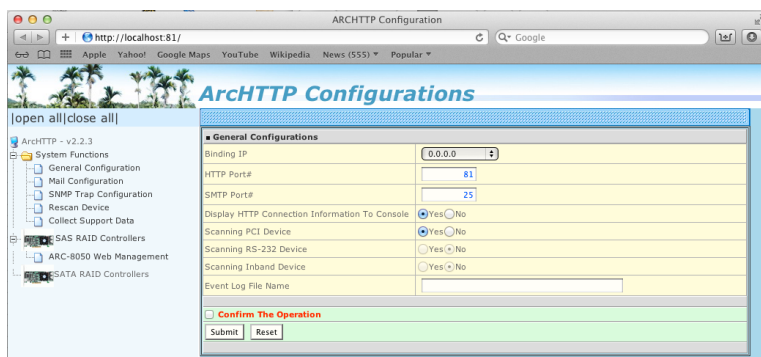 ARCHTTP Configuration
http://localhost:81/
Google
Apple Yahoo! Google Maps YouTube Wikipedia News (555) Popular
ArcHTTP Configurations
|open all|close all|
ArcHTTP - v2.2.3
System Functions
General Configuration
Mail Configuration
SNMP Trap Configuration
Rescan Device
Collect Support Data
SAS RAID Controllers
ARC-8050 Web Management
SATA RAID Controllers
General Configurations
Binding IP 0.0.0.0
HTTP Port# 81
SMTP Port# 25
Display HTTP Connection Information To Console Yes No
Scanning PCI Device Yes No
Scanning RS-232 Device Yes No
Scanning Inband Device Yes No
Event Log File Name
Confirm The Operation
Submit Reset